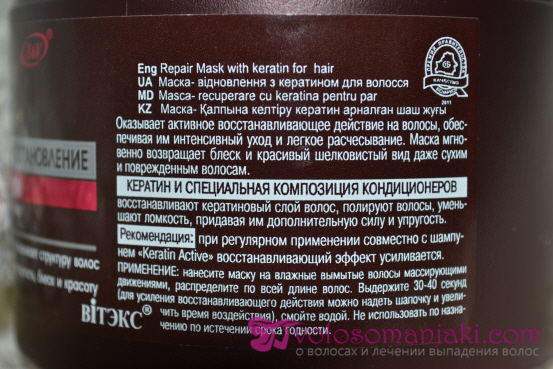 Eng Repair Mask with keratin for hair
UA Маска- відновлення з кератином для волосся
MD Masca- recuperare cu keratina pentru par
KZ Маска- Қалпына келтіру кератин арналған шаш жуғы
Оказывает активное восстанавливающее действие на волосы, обес-
печивая им интенсивный уход и легкое расчесывание. Маска мгно-
венно возвращает блеск и красивый шелковистый вид даже сухим
и поврежденным волосам.
КЕРАТИН И СПЕЦИАЛЬНАЯ КОМПОЗИЦИЯ КОНДИЦИОНЕРОВ
восстанавливают кератиновый слой волос, полируют волосы, умень-
шают ломкость, придавая им дополнительную силу и упругость.
Рекомендация: при регулярном применении совместно с шампу-
нем «Keratin Active» восстанавливающий эффект усиливается.
ПРИМЕНЕНИЕ: нанесите маску на влажные вымытые волосы массирующими
движениями, распределите по всей длине волос. Выдержите 30-40 секунд
(для усиления восстанавливающего действия можно надеть шапочку и увели-
чить время воздействия), смойте водой. Не использовать по назна-
чению по истечении срока годности.
2011
СТАНОВЛЕНИЕ
структуру волос
блеск и красоту
ВІТЭКС®
volosomaniaki.com
о волосах и лечении выпадения волос